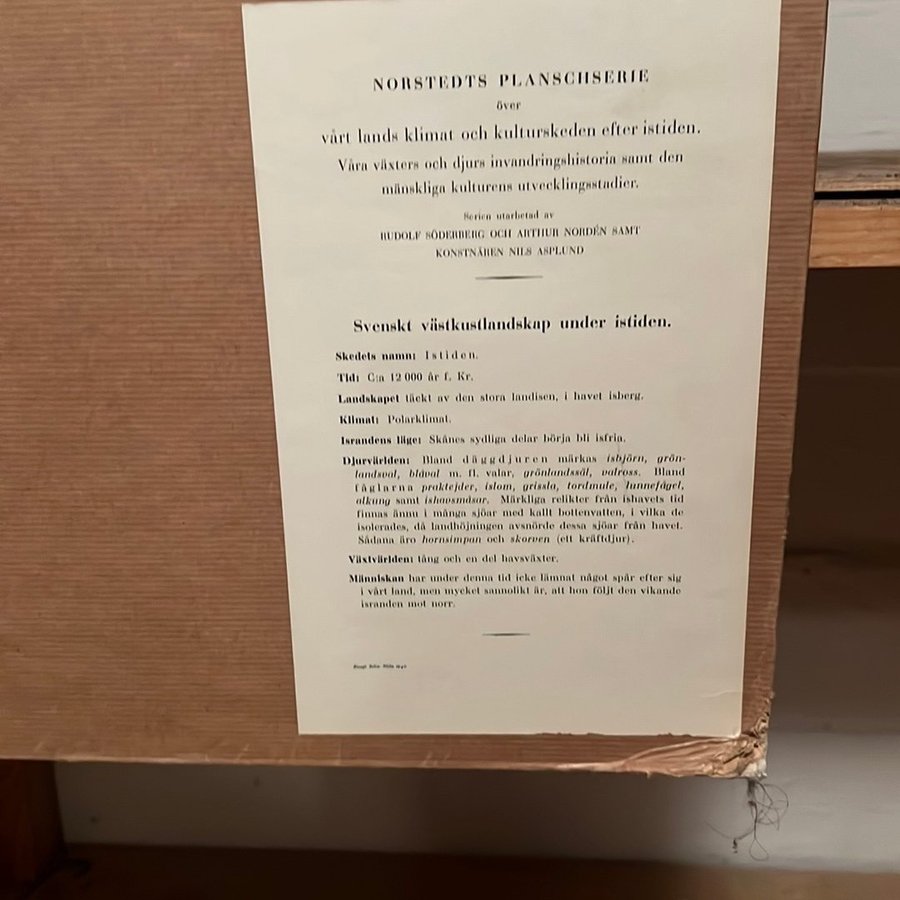 NORSTEDTS PLANSCHSERIE
över
vårt lands klimat och kulturskeden efter istiden.
Våra växters och djurs invandringshistoria samt den
mänskliga kulturens utvecklingsstadier.
Serien utarbetad av
RUDOLF SÖDERBERG OCH ARTHUR NORDÉN SAMT
KONSTNÄREN NILS ASPLUND
Svenskt västkustlandskap under istiden.
Skedets namn: Istiden.
Tid: C:a 12 000 år f. Kr.
Landskapet täckt av den stora landisen, i havet isberg.
Klimat: Polarklimat.
Israndens läge: Skånes sydliga delar börja bli isfria.
Djurvärlden: Bland däggdjuren märkas isbjörn, grön-
landsval, blåval m. fl. valar, grönlandssäl, valross. Bland
fåglarna praktejder, islom, grissla, tordmule, lunnefågel,
alkung samt ishavsmåsar. Märkliga relikter från ishavets tid
finnas ännu i många sjöar med kallt bottenvatten, i vilka de
isolerades, då landhöjningen avsnörde dessa sjöar från havet.
Sådana äro hornsimpan och skorven (ett kräftdjur).
Växtvärlden: tång och en del havsväxter.
Människan har under denna tid icke lämnat något spår efter sig
i vårt land, men mycket sannolikt är, att hon följt den vikande
isranden mot norr.